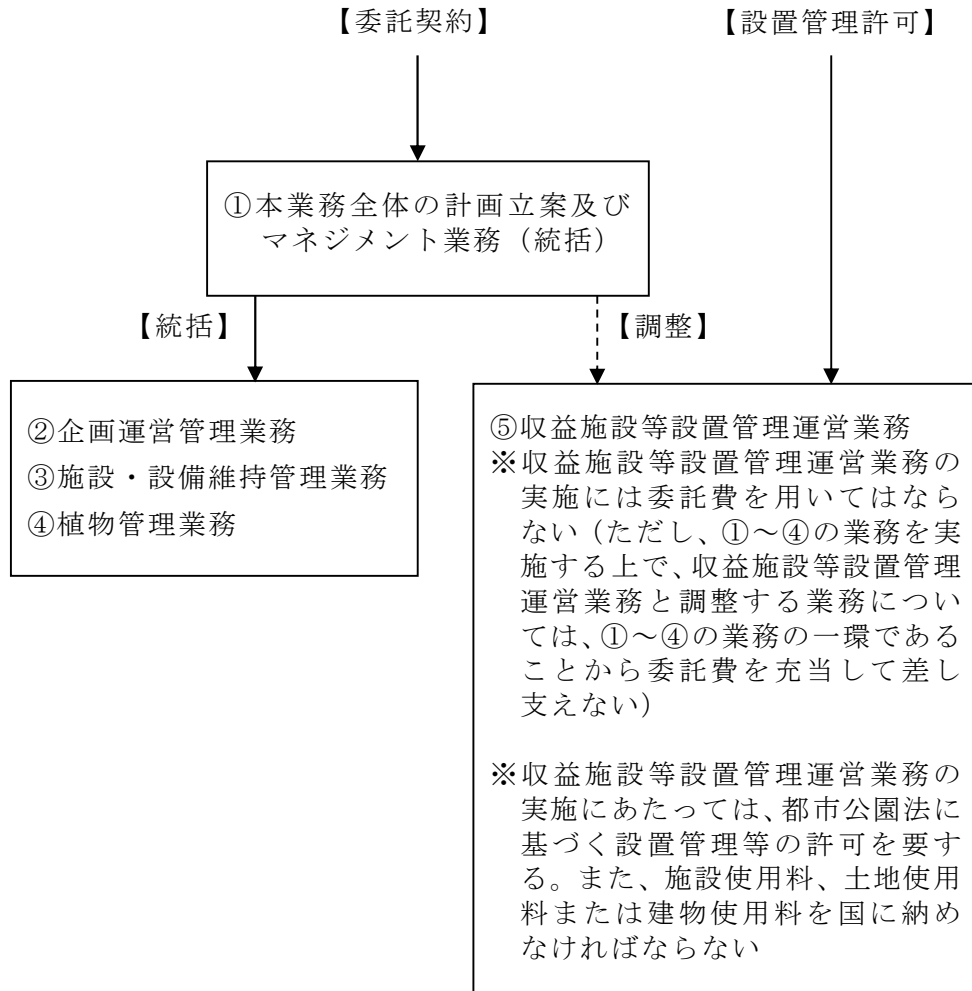 【委託契約】
【設置管理許可】
①本業務全体の計画立案及び
マネジメント業務（統括）
【統括】
【調整】
②企画運営管理業務
③施設・設備維持管理業務
④植物管理業務
⑤収益施設等設置管理運営業務
※収益施設等設置管理運営業務の
実施には委託費を用いてはなら
ない（ただし、①～④の業務を実
施する上で、収益施設等設置管理
運営業務と調整する業務につい
ては、①～④の業務の一環である
ことから委託費を充当して差し
支えない）
※収益施設等設置管理運営業務の
実施にあたっては、都市公園法に
基づく設置管理等の許可を要す
る。また、施設使用料、土地使用
料または建物使用料を国に納め
なければならない